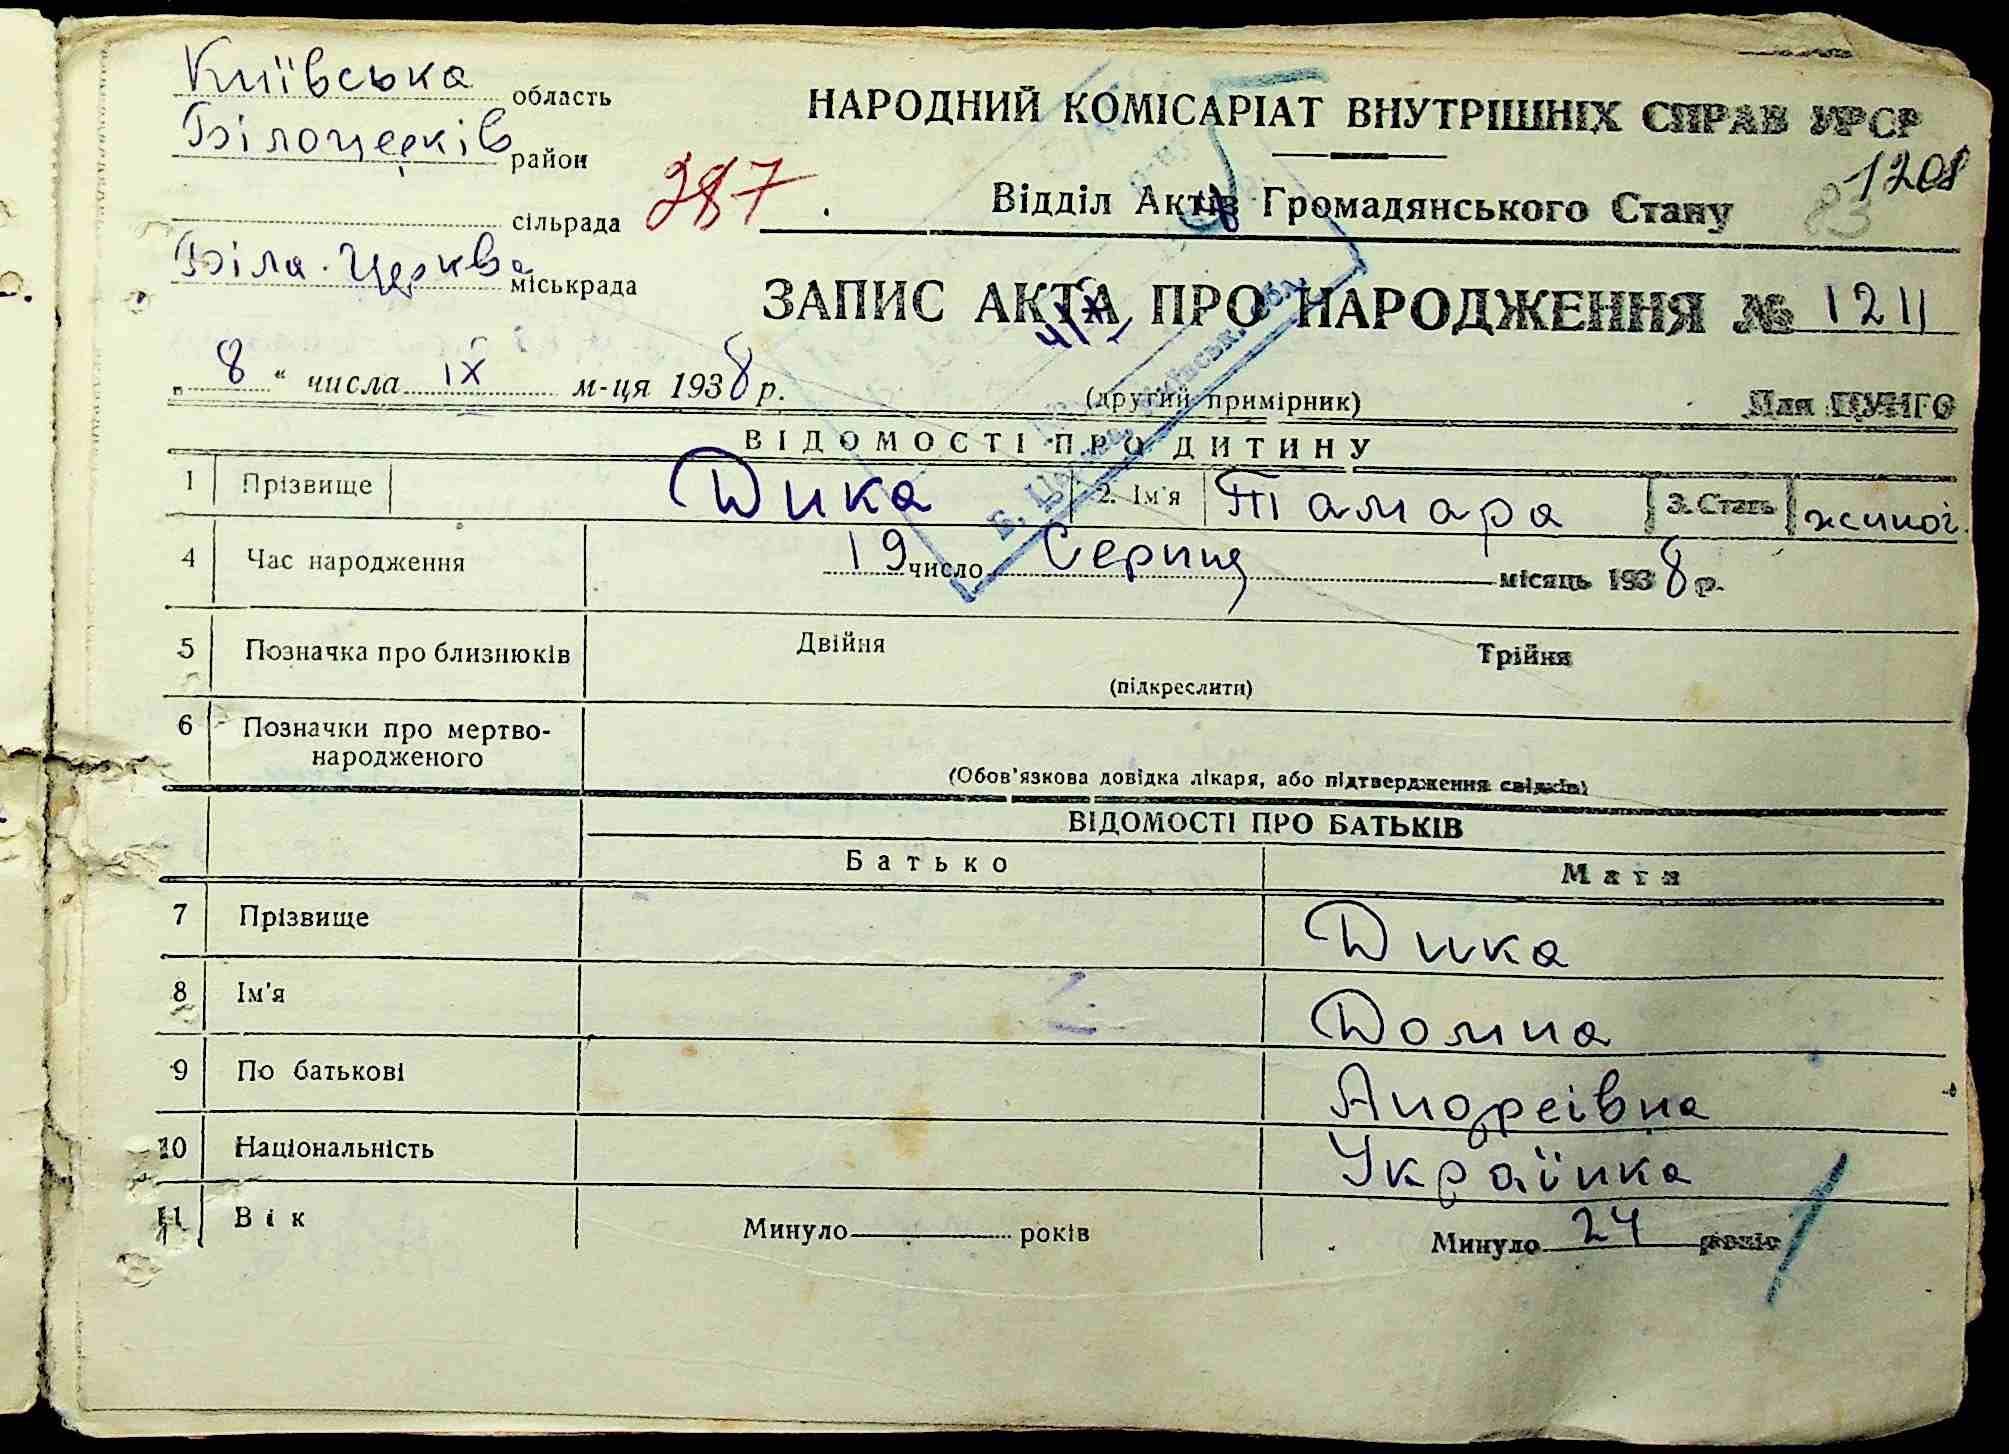 Київська область
Білоцерків район
сільрада 287
Біла-Церква міськрада
НАРОДНИЙ КОМІСАРІАТ ВНУТРІШНІХ СПРАВ УРСР
1208
83
Відділ Актів Громадянського Стану
ЗАПИС АКТА ПРО НАРОДЖЕННЯ № 1211
„ 8 “ числа IX м-ця 1938 р.
(другий примірник)
Для ЦУНГО
ВІДОМОСТІ ПРО ДИТИНУ
1 Прізвище Дика 2. Ім'я Тамара 3. Стать жіночої
4 Час народження 19 число Серпня місяць 1938 р.
5 Позначка про близнюків Двійня Трійня
(підкреслити)
6 Позначки про мертво-
народженого
(Обов'язкова довідка лікаря, або підтвердження свідків)
ВІДОМОСТІ ПРО БАТЬКІВ
Батько Мати
7 Прізвище Дика
8 Ім'я Домна
9 По батькові Андреівна
10 Національність Українка
11 Вік Минуло років Минуло 24 років